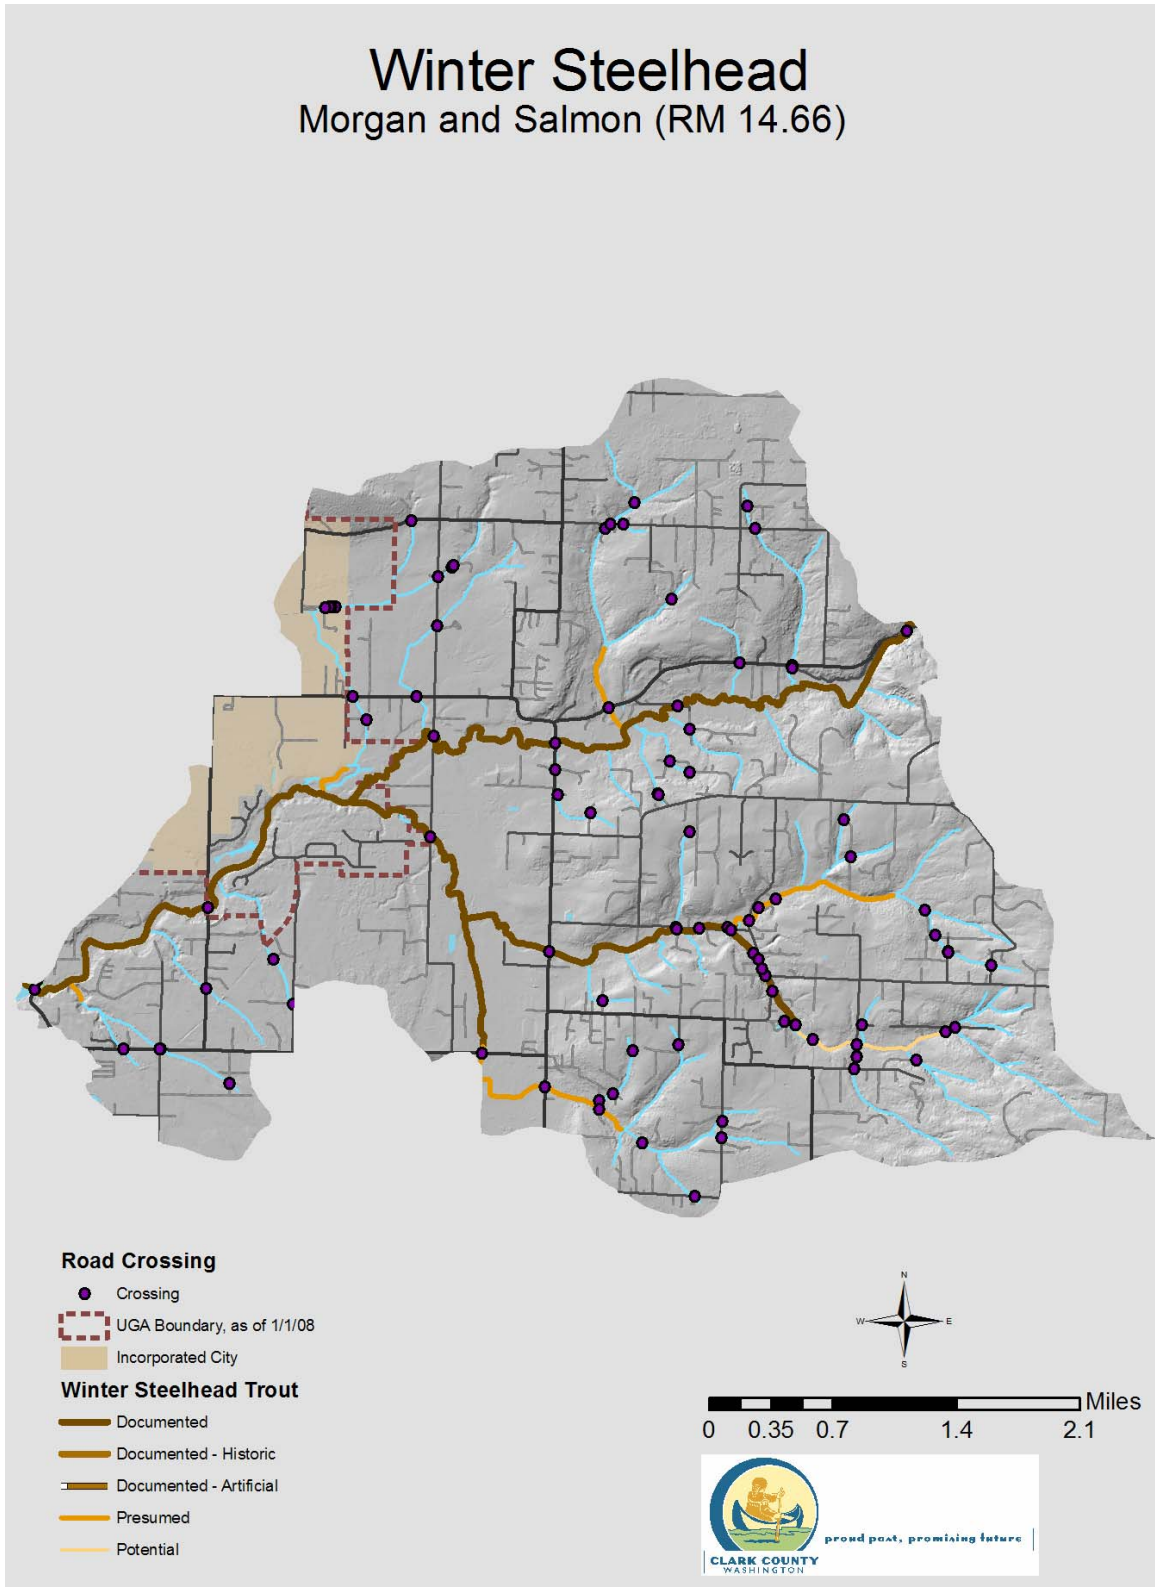 Winter Steelhead
Morgan and Salmon (RM 14.66)
Road Crossing
Crossing
UGA Boundary, as of 1/1/08
Incorporated City
Winter Steelhead Trout
Documented
Documented - Historic
Documented - Artificial
Presumed
Potential
N
W E
S
Miles
0 0.35 0.7 1.4 2.1
proud past, promising future
CLARK COUNTY
WASHINGTON